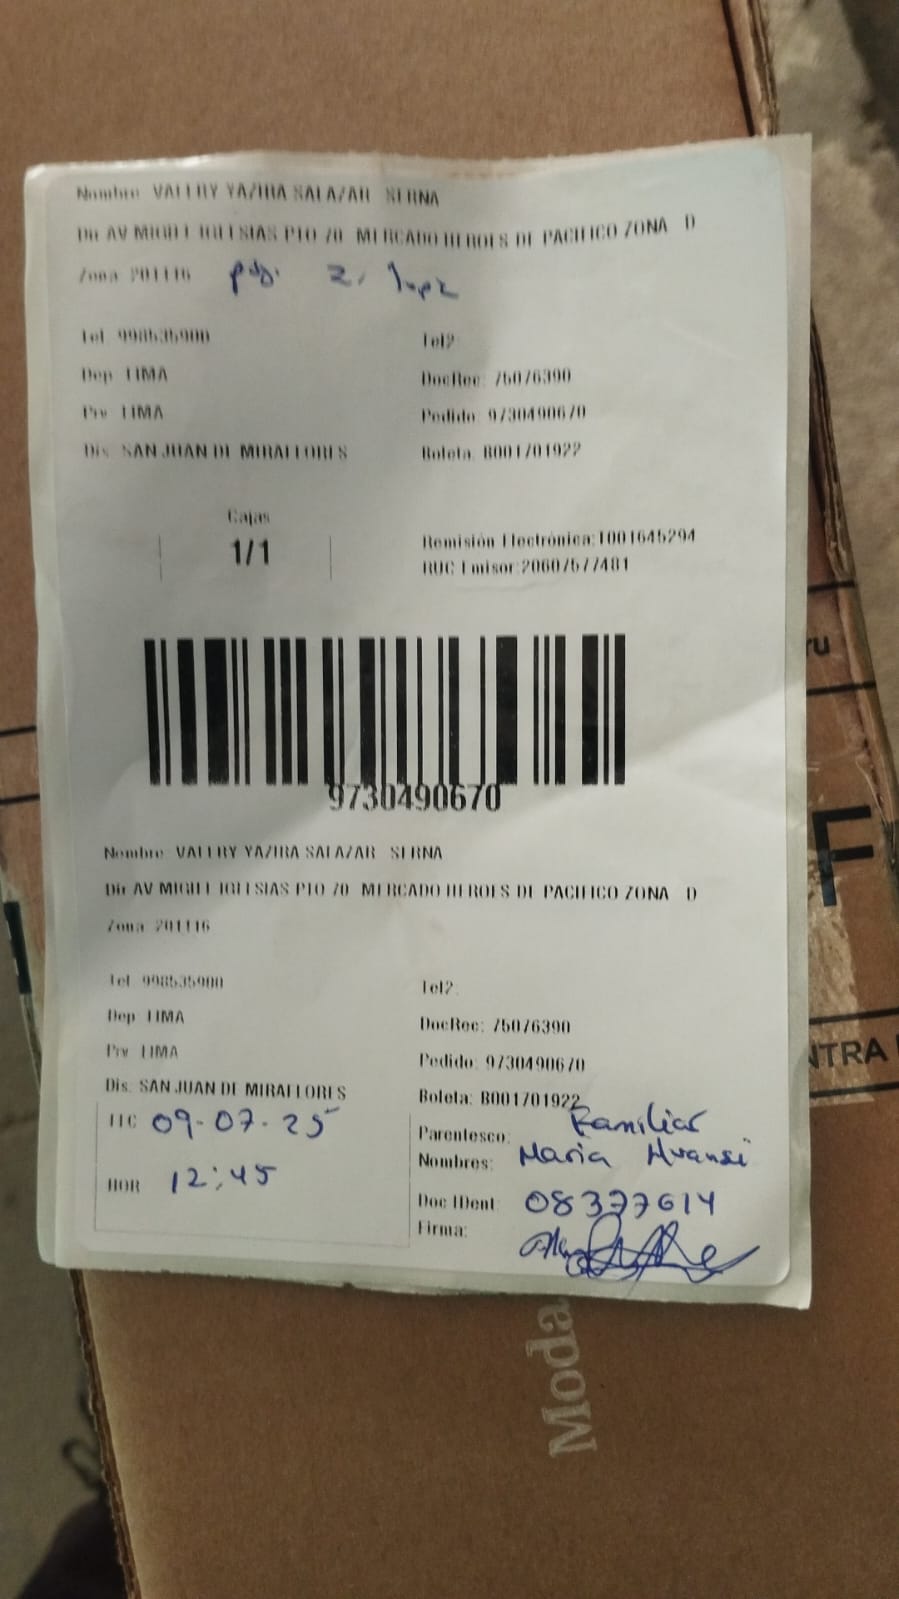 Nombre: VALERY YAZIRA SALAZAR SERNA
Dir: AV MIGUEL IGLESIAS PTO 70 MERCADO HEROES DE PACIFICO ZONA D
Zona: 201116
Tel: 998535900 Tel2:
Dep: LIMA DocRec: 75076390
Prv: LIMA Pedido: 9730490670
Dis: SAN JUAN DE MIRAFLORES Boleta: B001701922
Cajas
1/1
Remisión Electrónica:T001645294
RUC Emisor:20607577481
9730490670
Nombre: VALERY YAZIRA SALAZAR SERNA
Dir: AV MIGUEL IGLESIAS PTO 70 MERCADO HEROES DE PACIFICO ZONA D
Zona: 201116
Tel: 998535900 Tel2:
Dep: LIMA DocRec: 75076390
Prv: LIMA Pedido: 9730490670
Dis: SAN JUAN DE MIRAFLORES Boleta: B001701922
09-07-25 Parentesco: Familiar
Nombres: Maria
HOR 12:45
Doc IDent: 08377614
Firma:
Moda